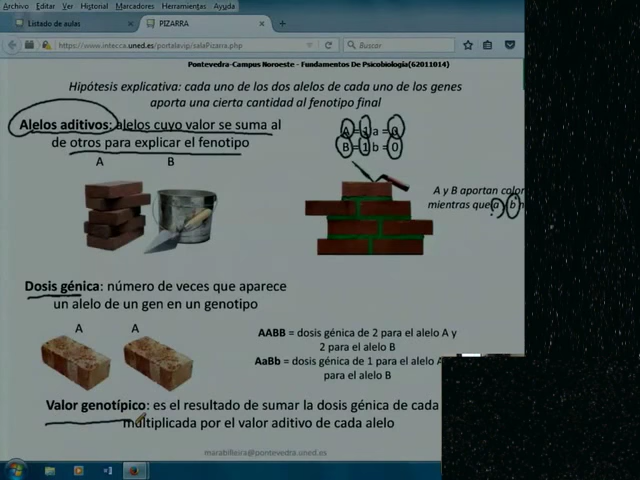 Archivo Editar Ver Historial Marcadores Herramientas Ayuda
Listado de aulas
PIZARRA
https://www.intecca.uned.es/portalavip/salaPizarra.php
Buscar
Pontevedra-Campus Noroeste - Fundamentos De Psicobiología(62011014)
Hipótesis explicativa: cada uno de los dos alelos de cada uno de los genes
aporta una cierta cantidad al fenotipo final
Alelos aditivos: alelos cuyo valor se suma al
de otros para explicar el fenotipo
A = 1 a = 0
B = 1 b = 0
A B
A y B aportan color
mientras que a y b n
Dosis génica: número de veces que aparece
un alelo de un gen en un genotipo
A A
AABB = dosis génica de 2 para el alelo A y
2 para el alelo B
AaBb = dosis génica de 1 para el alelo A
para el alelo B
Valor genotípico: es el resultado de sumar la dosis génica de cada
multiplicada por el valor aditivo de cada alelo
marabilleira@pontevedra.uned.es